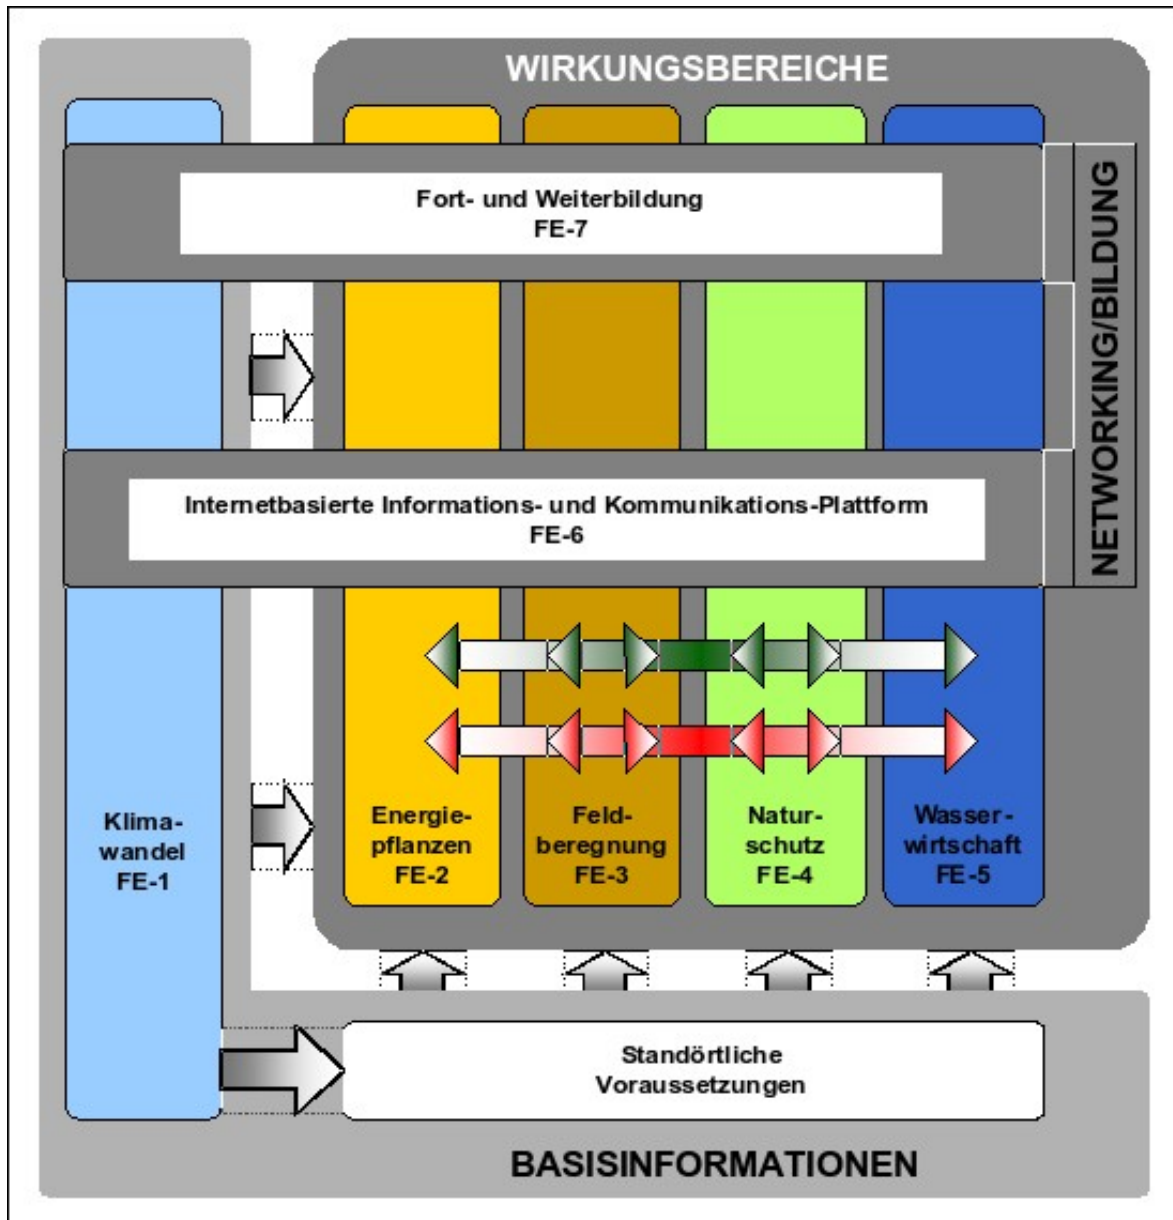 WIRKUNGSBEREICHE
Fort- und Weiterbildung
FE-7
NETWORKING/BILDUNG
Internetbasierte Informations- und Kommunikations-Plattform
FE-6
Klima-
wandel
FE-1
Energie-
pflanzen
FE-2
Feld-
beregnung
FE-3
Natur-
schutz
FE-4
Wasser-
wirtschaft
FE-5
Standörtliche
Voraussetzungen
BASISINFORMATIONEN